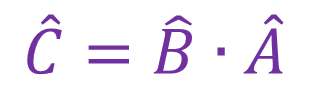 Ĉ = B̂ · Â